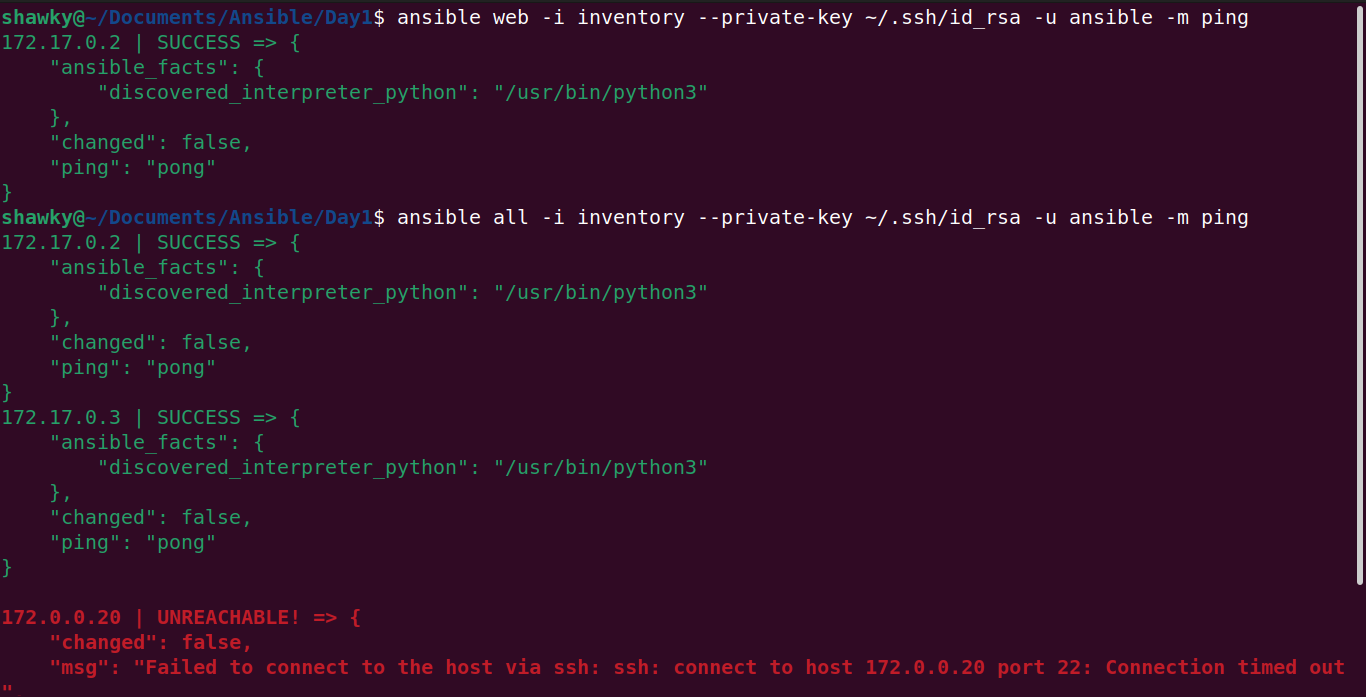 shawky@~/Documents/Ansible/Day1$ ansible web -i inventory --private-key ~/.ssh/id_rsa -u ansible -m ping
172.17.0.2 | SUCCESS => {
    "ansible_facts": {
        "discovered_interpreter_python": "/usr/bin/python3"
    },
    "changed": false,
    "ping": "pong"
}
shawky@~/Documents/Ansible/Day1$ ansible all -i inventory --private-key ~/.ssh/id_rsa -u ansible -m ping
172.17.0.2 | SUCCESS => {
    "ansible_facts": {
        "discovered_interpreter_python": "/usr/bin/python3"
    },
    "changed": false,
    "ping": "pong"
}
172.17.0.3 | SUCCESS => {
    "ansible_facts": {
        "discovered_interpreter_python": "/usr/bin/python3"
    },
    "changed": false,
    "ping": "pong"
}
172.0.0.20 | UNREACHABLE! => {
    "changed": false,
    "msg": "Failed to connect to the host via ssh: ssh: connect to host 172.0.0.20 port 22: Connection timed out
",